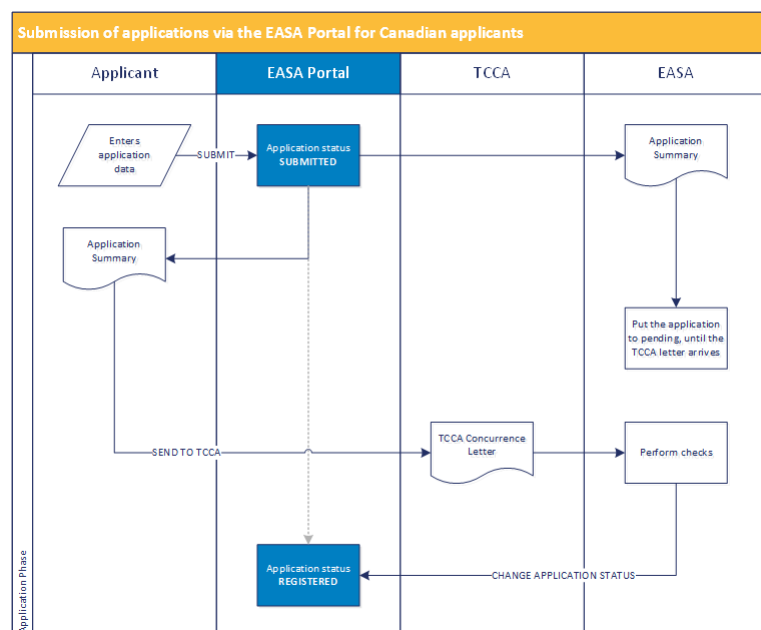 Submission of applications via the EASA Portal for Canadian applicants
Applicant
EASA Portal
TCCA
EASA
Enters
application
data
SUBMIT
Application status
SUBMITTED
Application
Summary
Application
Summary
Put the application
to pending, until the
TCCA letter arrives
SEND TO TCCA
TCCA Concurrence
Letter
Perform checks
Application status
REGISTERED
CHANGE APPLICATION STATUS
Application Phase